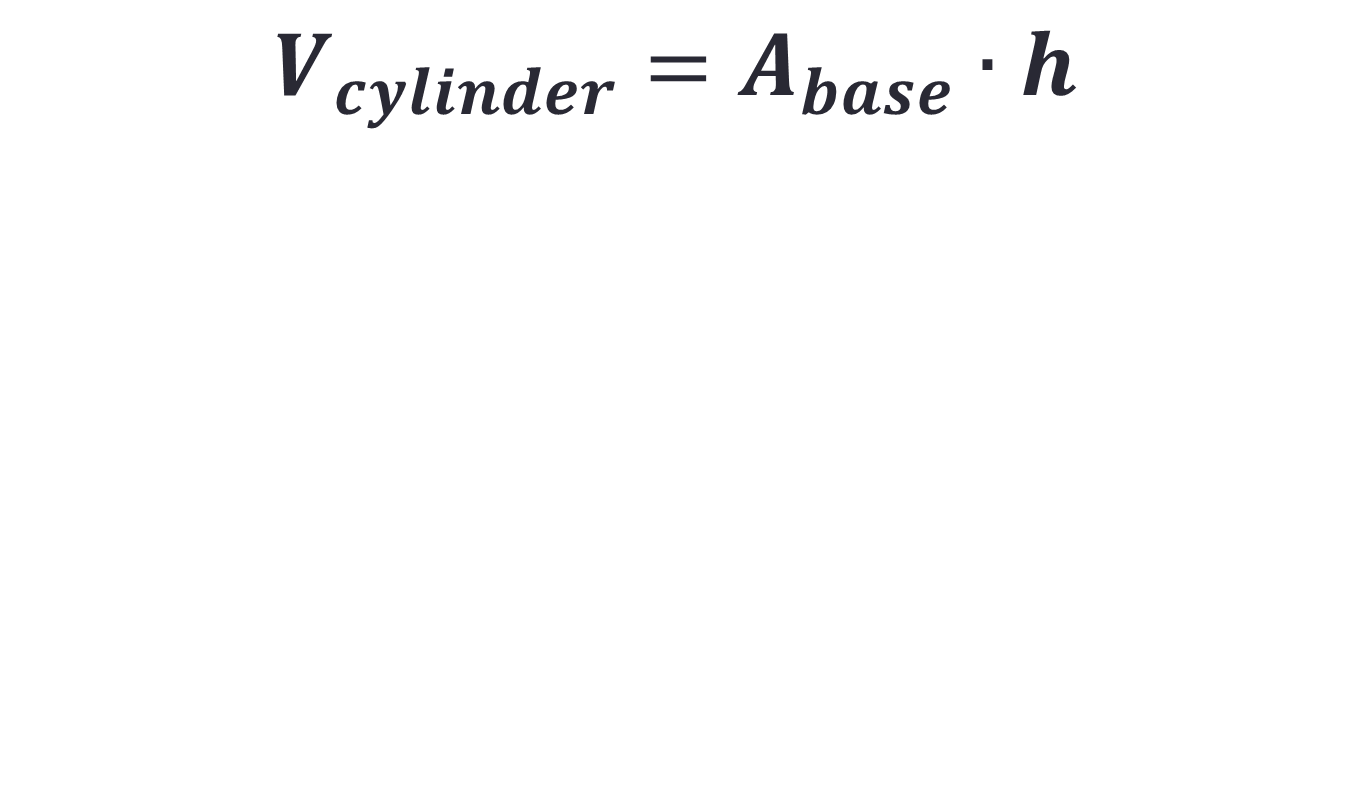 V_cylinder = A_base · h